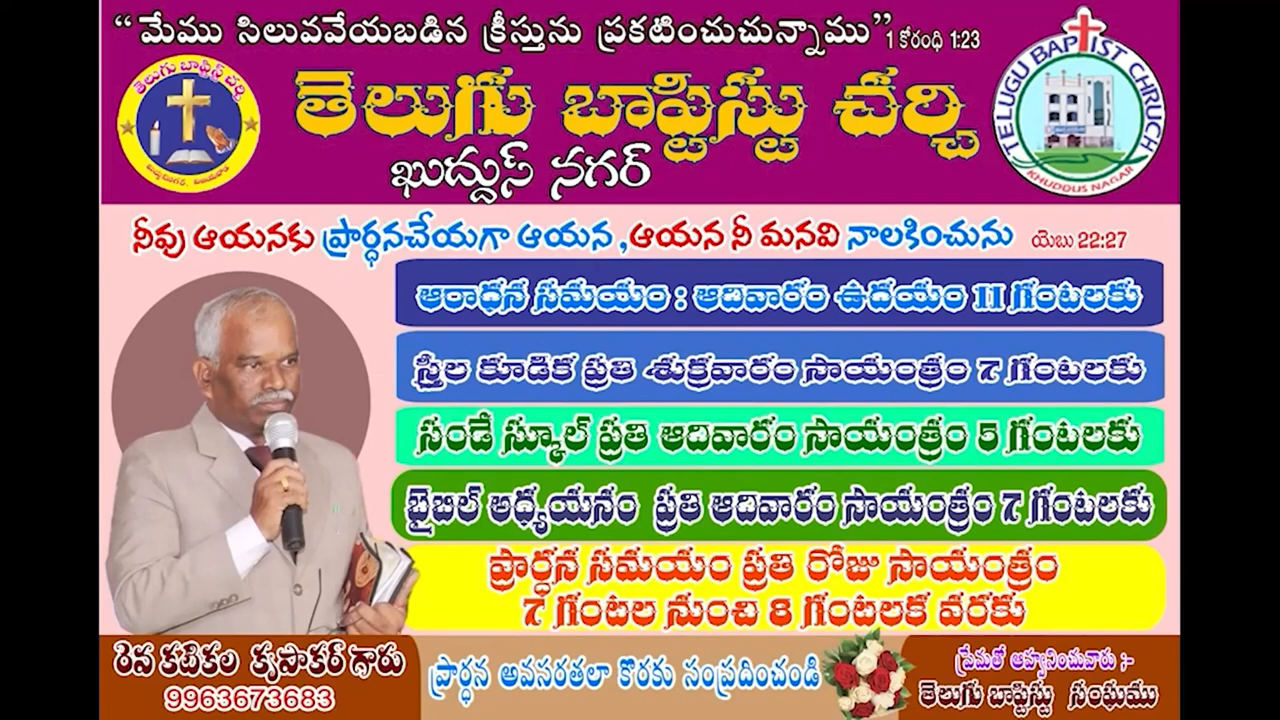 “మేము సిలువవేయబడిన క్రీస్తును ప్రకటించుచున్నాము” 1 కోరంధి 1:23
తెలుగు బాప్టిస్ట్ చర్చి
తెలుగు బాప్టిస్టు చర్చి
TELUGU BAPTIST CHRUCH
ఖుద్దుస్ నగర్
KHUDDUS NAGAR
నీవు ఆయనకు ప్రార్ధనచేయగా ఆయన ,ఆయన నీ మనవి నాలకించును యెబు 22:27
ఆరాధన సమయం : ఆదివారం ఉదయం 11 గంటలకు
స్త్రీల కూడిక ప్రతి శుక్రవారం సాయంత్రం 7 గంటలకు
సండే స్కూల్ ప్రతి ఆదివారం సాయంత్రం 5 గంటలకు
బైబిల్ అధ్యయనం ప్రతి ఆదివారం సాయంత్రం 7 గంటలకు
ప్రార్ధన సమయం ప్రతి రోజు సాయంత్రం
7 గంటల నుంచి 8 గంటలక వరకు
రెవ కటికల కృపాకర్ గారు
9963673683
ప్రార్ధన అవసరతలా కొరకు సంప్రదించండి
ప్రేమతో ఆహ్వనించువారు :-
తెలుగు బాప్టిస్టు సంఘము